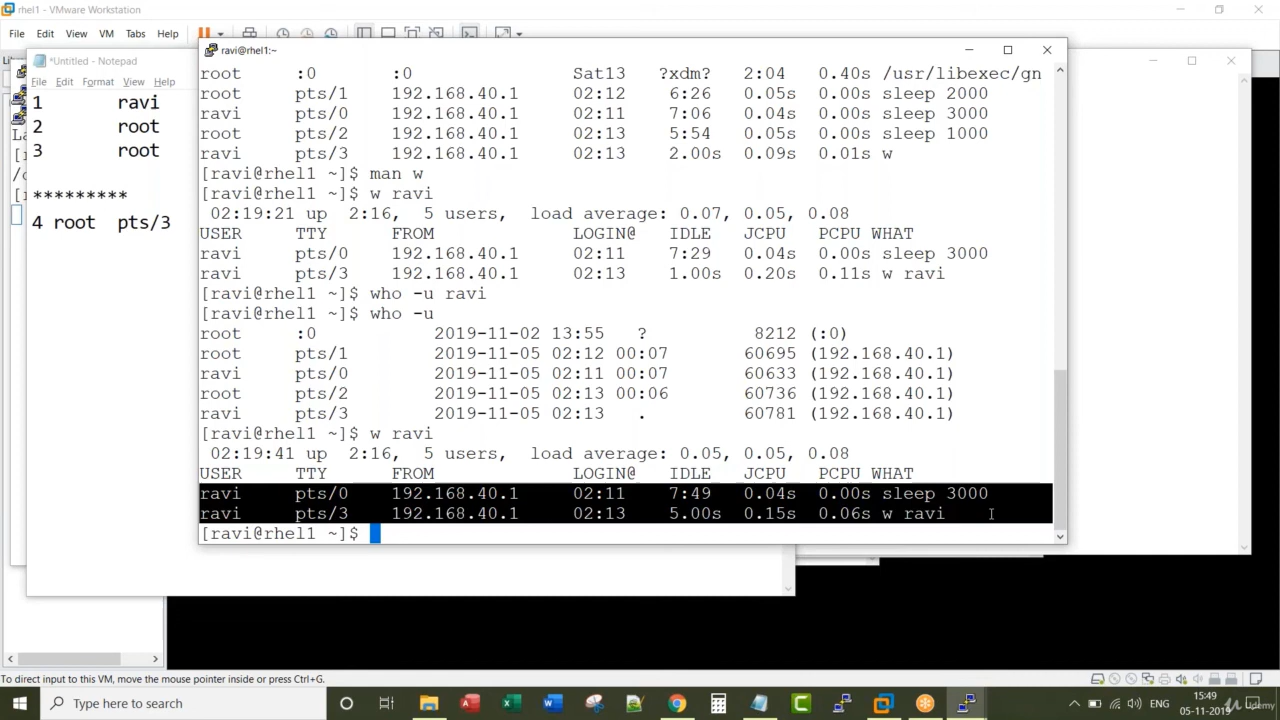 rhel1 - VMware Workstation
File Edit View VM Tabs Help
*Untitled - Notepad
File Edit Format View Help
1 ravi
2 root
3 root
*********
4 root pts/3
ravi@rhel1:~
root :0 :0 Sat13 ?xdm? 2:04 0.40s /usr/libexec/gn
root pts/1 192.168.40.1 02:12 6:26 0.05s 0.00s sleep 2000
ravi pts/0 192.168.40.1 02:11 7:06 0.04s 0.00s sleep 3000
root pts/2 192.168.40.1 02:13 5:54 0.05s 0.00s sleep 1000
ravi pts/3 192.168.40.1 02:13 2.00s 0.09s 0.01s w
[ravi@rhel1 ~]$ man w
[ravi@rhel1 ~]$ w ravi
02:19:21 up 2:16, 5 users, load average: 0.07, 0.05, 0.08
USER TTY FROM LOGIN@ IDLE JCPU PCPU WHAT
ravi pts/0 192.168.40.1 02:11 7:29 0.04s 0.00s sleep 3000
ravi pts/3 192.168.40.1 02:13 1.00s 0.20s 0.11s w ravi
[ravi@rhel1 ~]$ who -u ravi
[ravi@rhel1 ~]$ who -u
root :0 2019-11-02 13:55 ? 8212 (:0)
root pts/1 2019-11-05 02:12 00:07 60695 (192.168.40.1)
ravi pts/0 2019-11-05 02:11 00:07 60633 (192.168.40.1)
root pts/2 2019-11-05 02:13 00:06 60736 (192.168.40.1)
ravi pts/3 2019-11-05 02:13 . 60781 (192.168.40.1)
[ravi@rhel1 ~]$ w ravi
02:19:41 up 2:16, 5 users, load average: 0.05, 0.05, 0.08
USER TTY FROM LOGIN@ IDLE JCPU PCPU WHAT
ravi pts/0 192.168.40.1 02:11 7:49 0.04s 0.00s sleep 3000
ravi pts/3 192.168.40.1 02:13 5.00s 0.15s 0.06s w ravi
[ravi@rhel1 ~]$
To direct input to this VM, move the mouse pointer inside or press Ctrl+G.
Type here to search
ENG
15:49
05-11-2019
Udemy